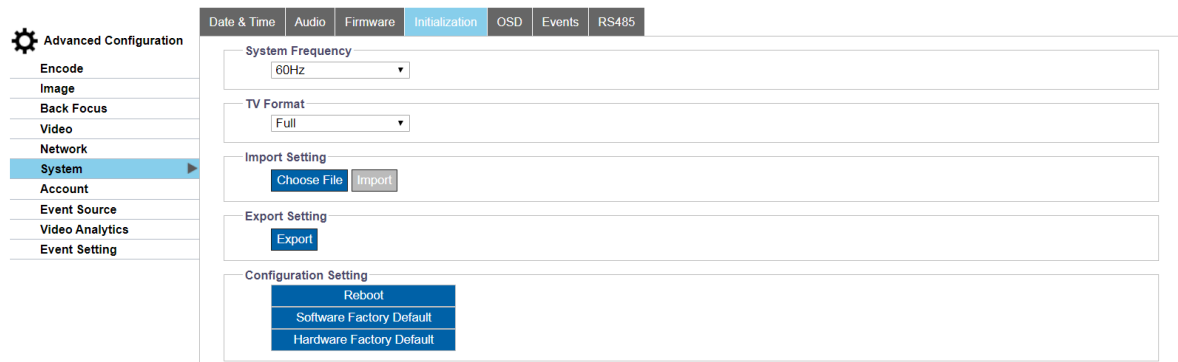 Date & Time Audio Firmware Initialization OSD Events RS485
Advanced Configuration
Encode
Image
Back Focus
Video
Network
System
Account
Event Source
Video Analytics
Event Setting
System Frequency
60Hz
TV Format
Full
Import Setting
Choose File Import
Export Setting
Export
Configuration Setting
Reboot
Software Factory Default
Hardware Factory Default